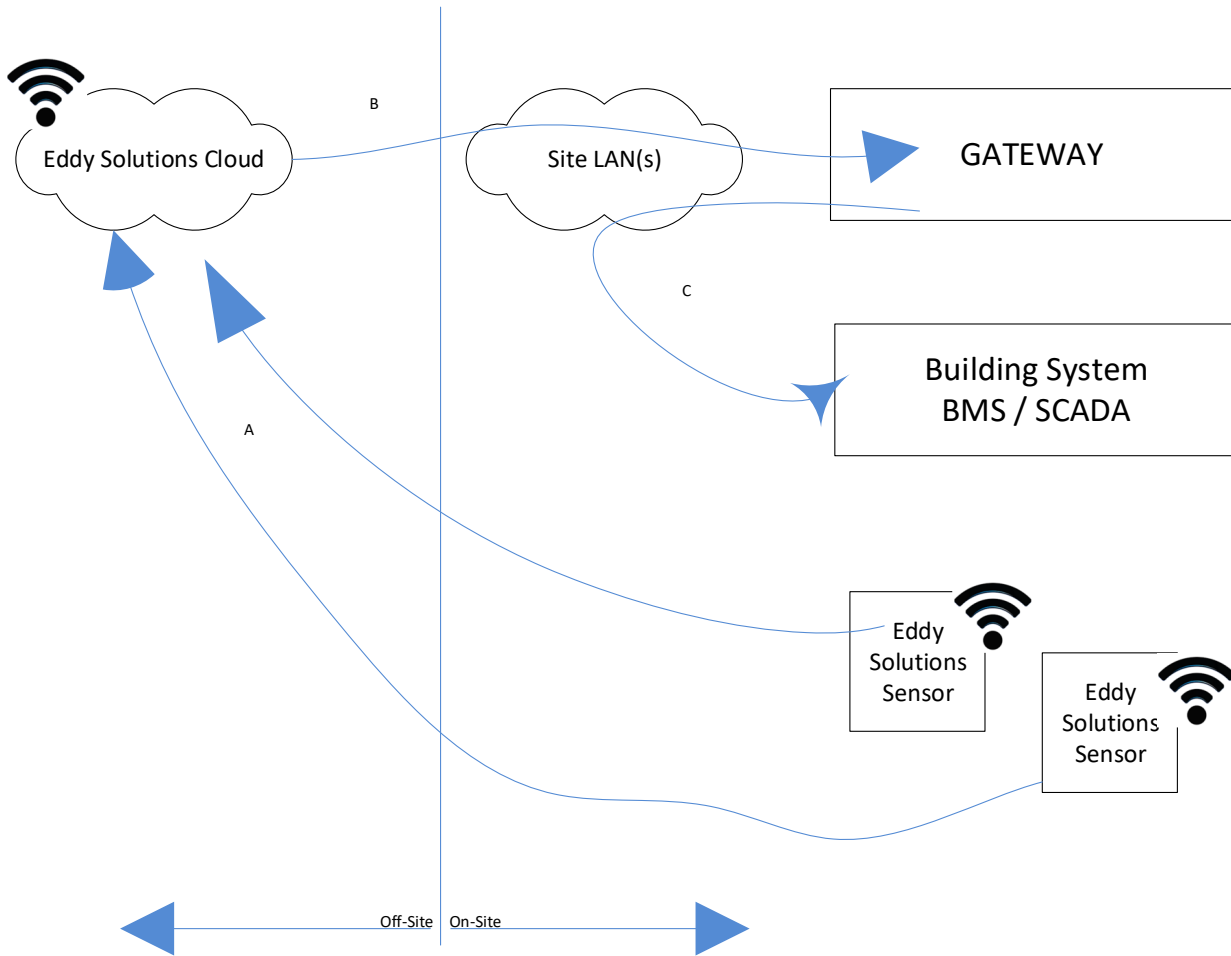 B
Eddy Solutions Cloud
Site LAN(s)
GATEWAY
C
Building System
BMS / SCADA
A
Eddy
Solutions
Sensor
Eddy
Solutions
Sensor
Off-Site
On-Site